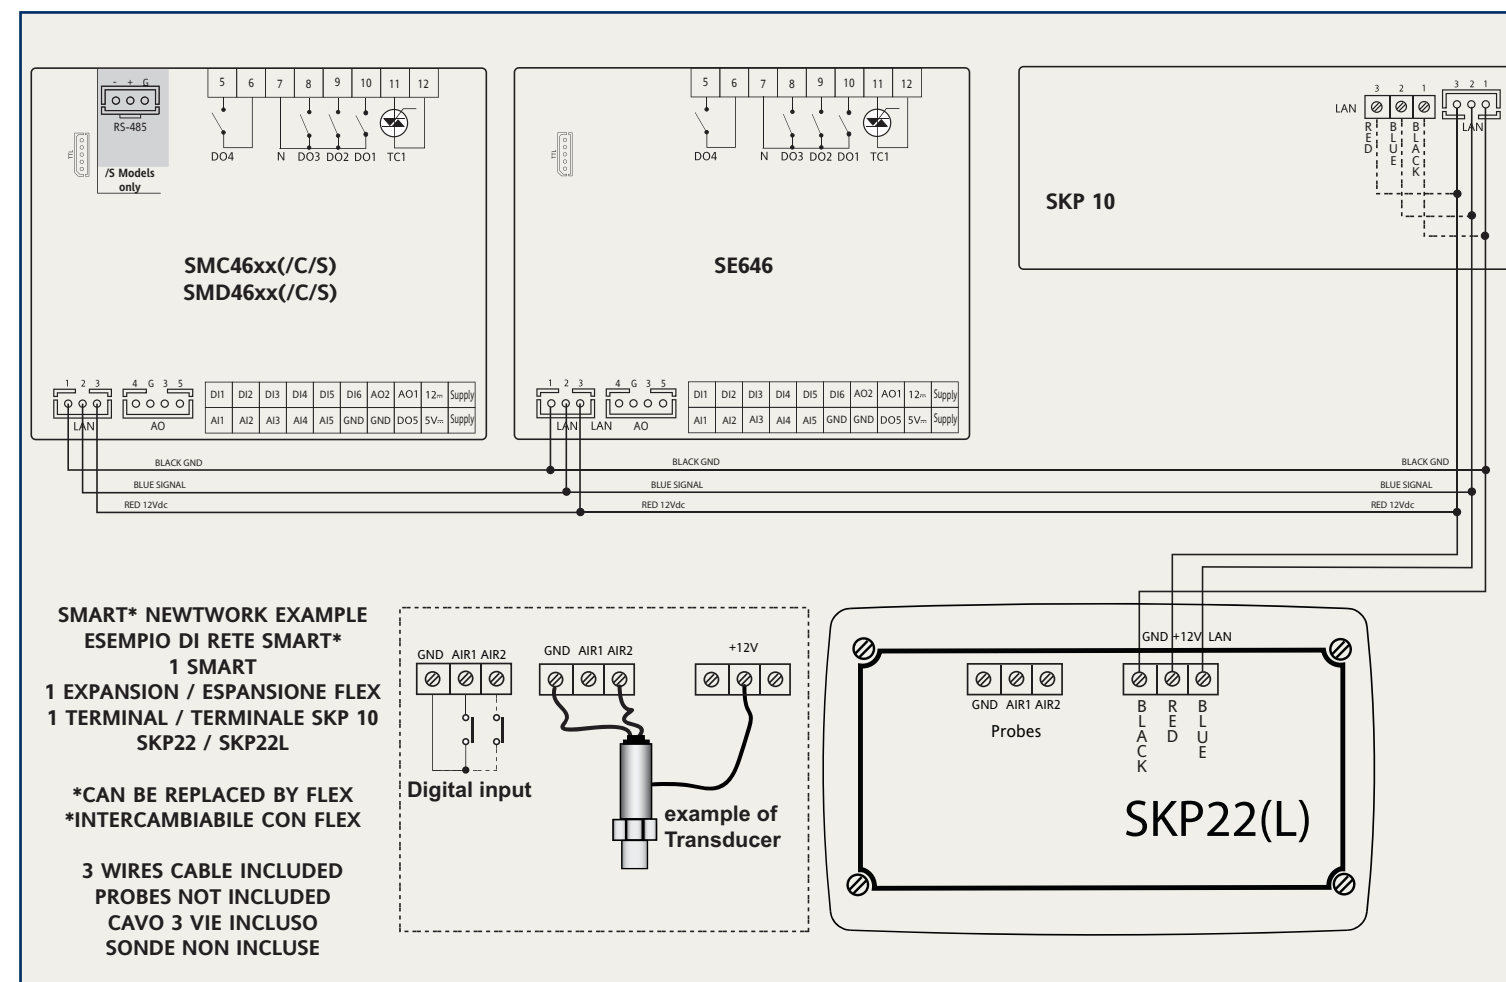 - + G
RS-485
TTL
/S Models
only
5 6 7 8 9 10 11 12
DO4 N DO3 DO2 DO1 TC1
SMC46xx(/C/S)
SMD46xx(/C/S)
1 2 3
LAN
4 G 3 5
AO
DI1 DI2 DI3 DI4 DI5 DI6 AO2 AO1 12 Supply
AI1 AI2 AI3 AI4 AI5 GND GND DO5 5V Supply
TTL
5 6 7 8 9 10 11 12
DO4 N DO3 DO2 DO1 TC1
SE646
1 2 3
LAN LAN
4 G 3 5
AO
DI1 DI2 DI3 DI4 DI5 DI6 AO2 AO1 12 Supply
AI1 AI2 AI3 AI4 AI5 GND GND DO5 5V Supply
SKP 10
LAN
3 2 1
RED
BLUE
BLACK
3 2 1
LAN
BLACK GND BLACK GND BLACK GND
BLUE SIGNAL BLUE SIGNAL BLUE SIGNAL
RED 12Vdc RED 12Vdc RED 12Vdc
SMART* NEWTWORK EXAMPLE
ESEMPIO DI RETE SMART*
1 SMART
1 EXPANSION / ESPANSIONE FLEX
1 TERMINAL / TERMINALE SKP 10
SKP22 / SKP22L
*CAN BE REPLACED BY FLEX
*INTERCAMBIABILE CON FLEX
3 WIRES CABLE INCLUDED
PROBES NOT INCLUDED
CAVO 3 VIE INCLUSO
SONDE NON INCLUSE
GND AIR1 AIR2
Digital input
GND AIR1 AIR2
+12V
example of
Transducer
GND +12V LAN
GND AIR1 AIR2
Probes
BLACK
RED
BLUE
SKP22(L)